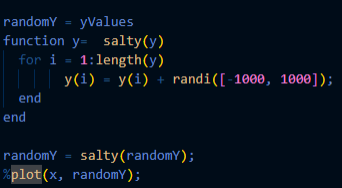 randomY = yValues
function y=  salty(y)
  for i = 1:length(y)
        y(i) = y(i) + randi([-1000, 1000]);
  end
end

randomY = salty(randomY);
%plot(x, randomY);